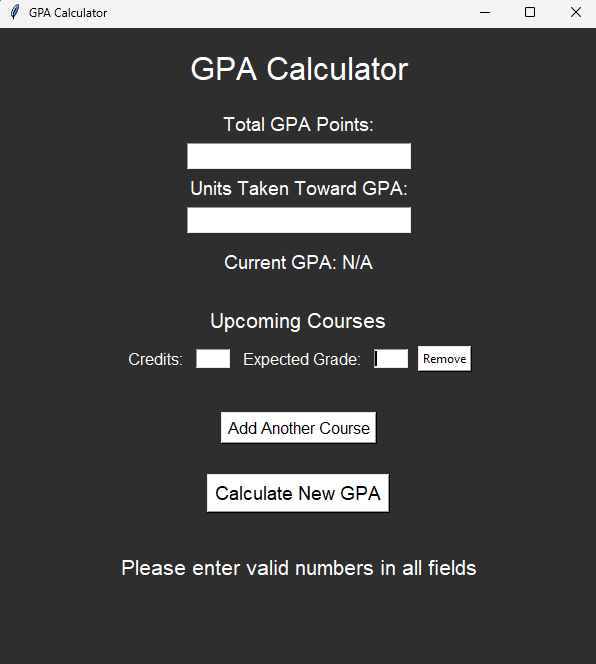 GPA Calculator
GPA Calculator
Total GPA Points:
Units Taken Toward GPA:
Current GPA: N/A
Upcoming Courses
Credits: Expected Grade: Remove
Add Another Course
Calculate New GPA
Please enter valid numbers in all fields